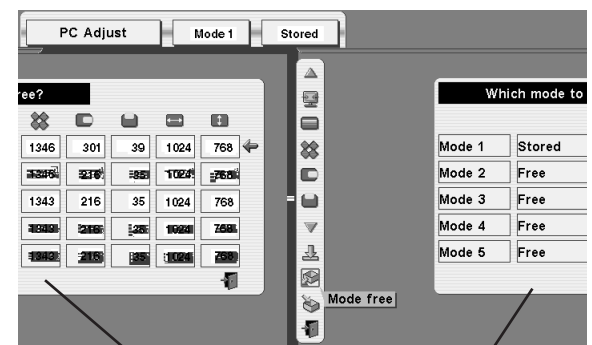 PC Adjust Mode 1 Stored
ree?
Which mode to
1346 301 39 1024 768
1343 216 35 1024 768
Mode 1 Stored
Mode 2 Free
Mode 3 Free
Mode 4 Free
Mode 5 Free
Mode free